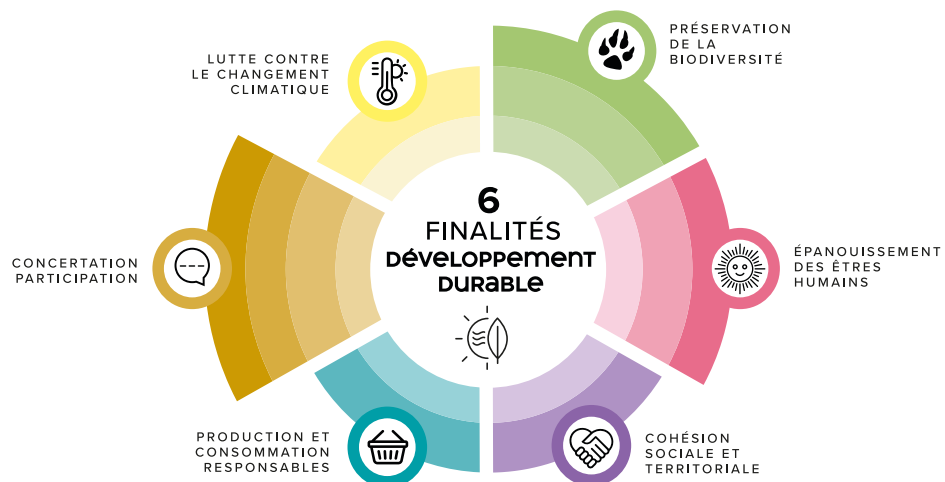 LUTTE CONTRE
LE CHANGEMENT
CLIMATIQUE
PRÉSERVATION
DE LA
BIODIVERSITÉ
6
FINALITÉS
DÉVELOPPEMENT
DURABLE
CONCERTATION
PARTICIPATION
ÉPANOUISSEMENT
DES ÊTRES
HUMAINS
PRODUCTION ET
CONSOMMATION
RESPONSABLES
COHÉSION
SOCIALE ET
TERRITORIALE